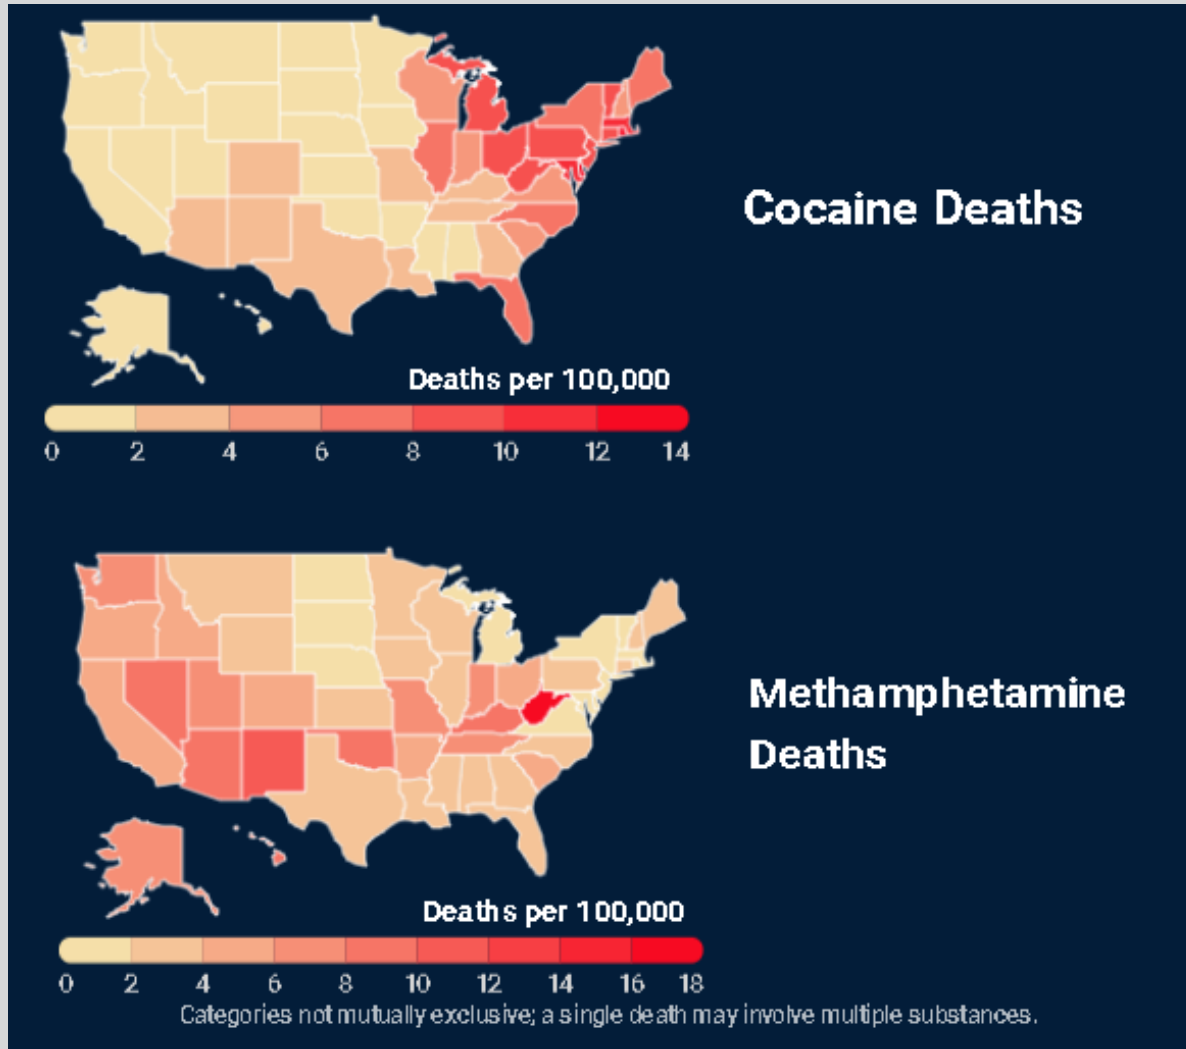 Cocaine Deaths
Deaths per 100,000
0 2 4 6 8 10 12 14
Methamphetamine
Deaths
Deaths per 100,000
0 2 4 6 8 10 12 14 16 18
Categories not mutually exclusive; a single death may involve multiple substances.